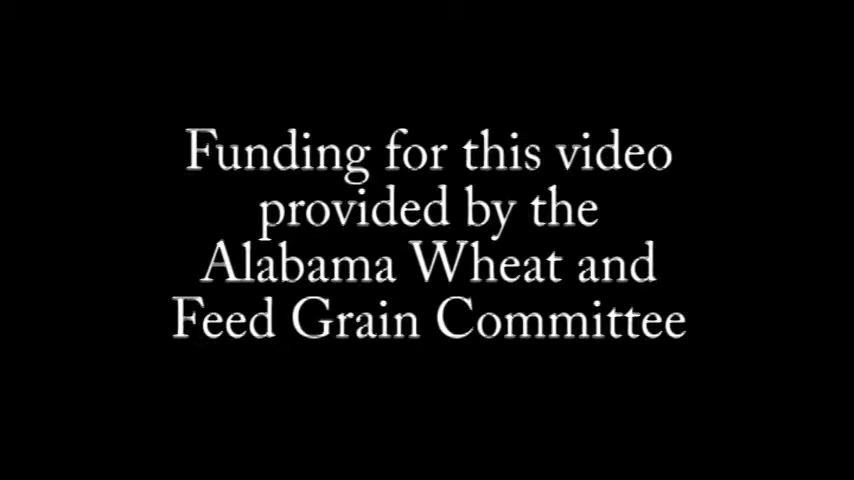 Funding for this video
provided by the
Alabama Wheat and
Feed Grain Committee